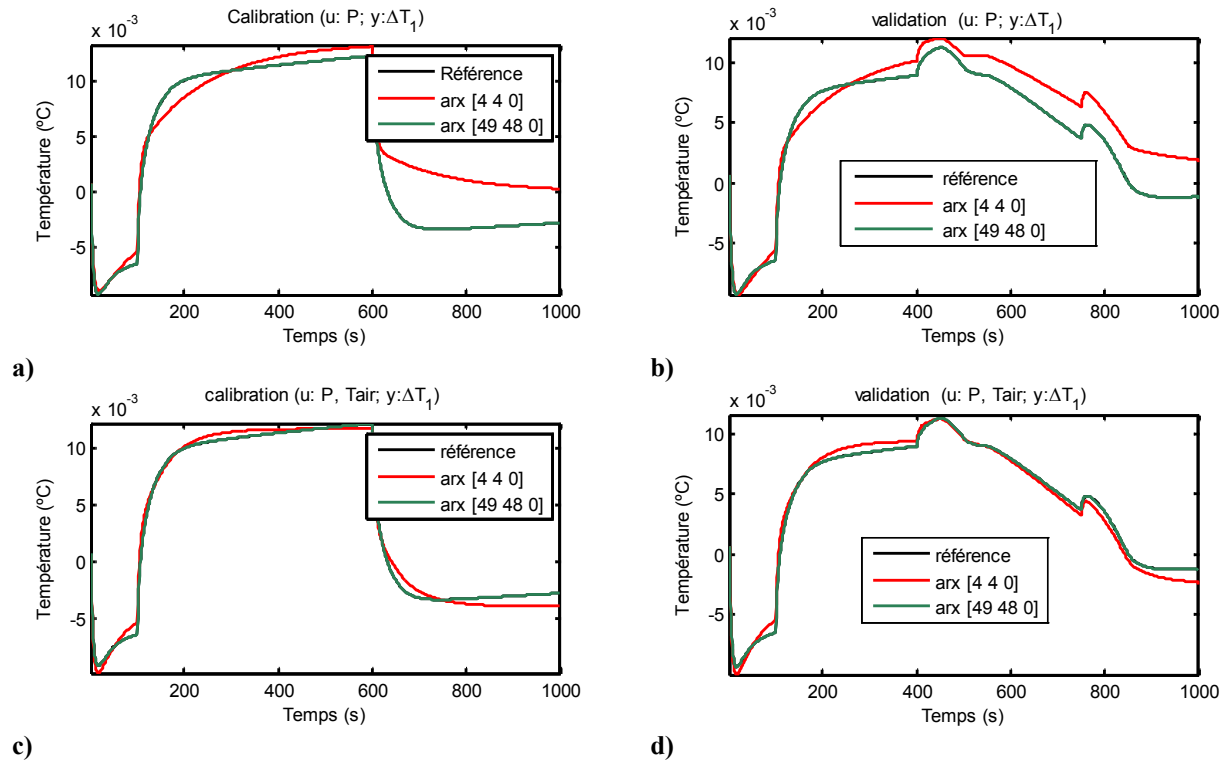 Calibration (u: P; y:ΔT1)
x 10-3
10
5
0
-5
200
400
600
800
1000
Température (ºC)
Temps (s)
Référence
arx [4 4 0]
arx [49 48 0]
a)
validation (u: P; y:ΔT1)
x 10-3
10
5
0
-5
200
400
600
800
1000
Température (ºC)
Temps (s)
référence
arx [4 4 0]
arx [49 48 0]
b)
calibration (u: P, Tair; y:ΔT1)
x 10-3
10
5
0
-5
200
400
600
800
1000
Température (ºC)
Temps (s)
référence
arx [4 4 0]
arx [49 48 0]
c)
validation (u: P, Tair; y:ΔT1)
x 10-3
10
5
0
-5
200
400
600
800
1000
Température (ºC)
Temps (s)
référence
arx [4 4 0]
arx [49 48 0]
d)